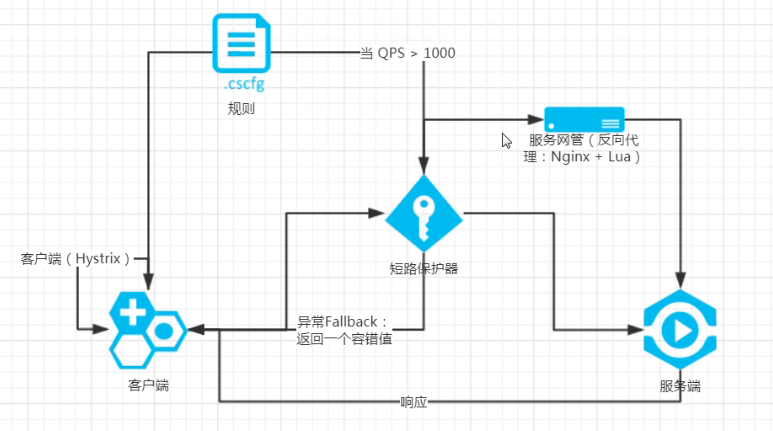 当 QPS > 1000
.cscfg
规则
服务网管（反向代
理：Nginx + Lua）
客户端（Hystrix）
短路保护器
异常Fallback：
返回一个容错值
客户端
服务端
响应